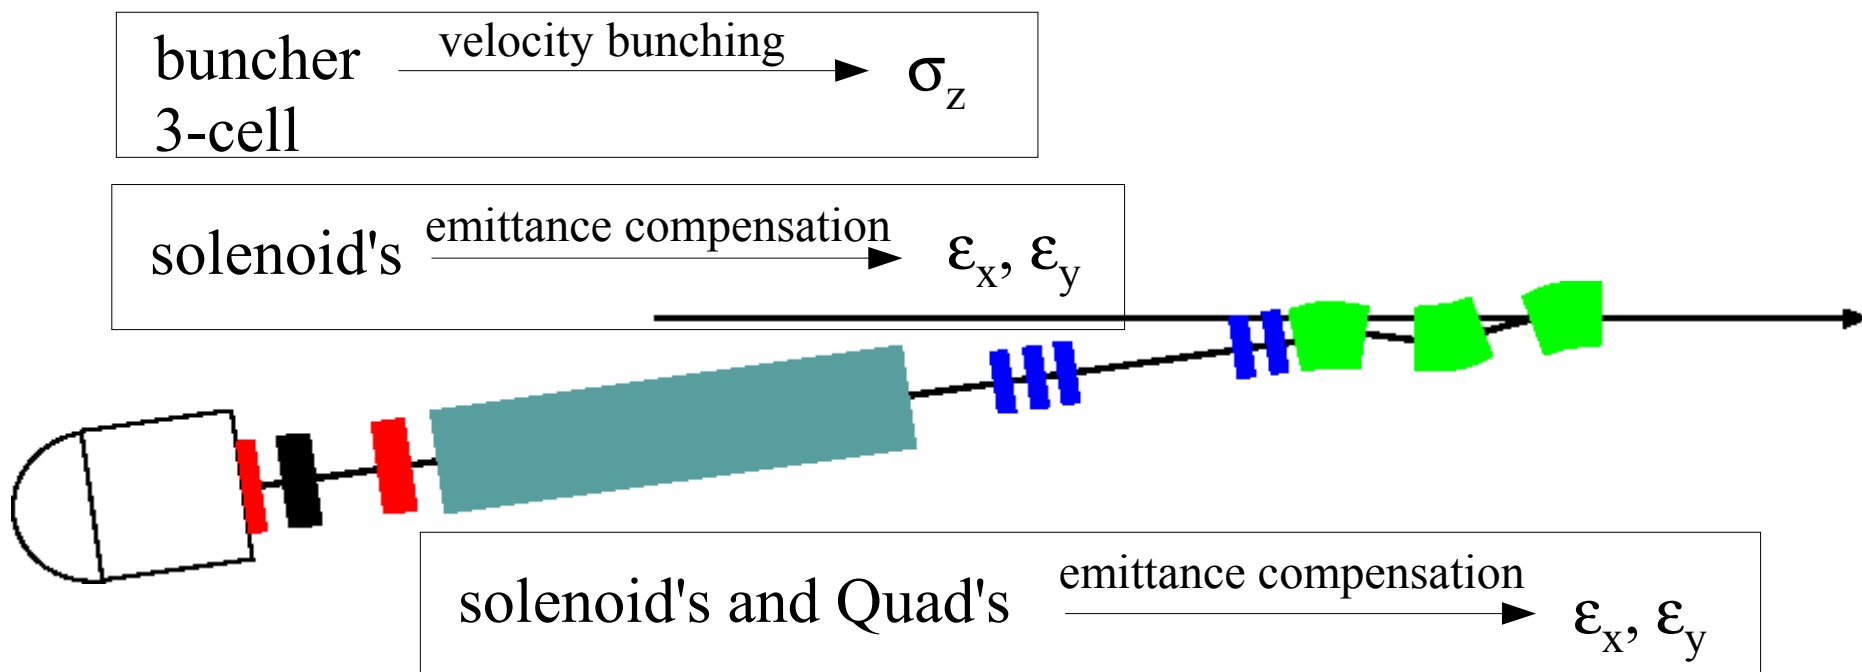 buncher velocity bunching σz
3-cell
solenoid's emittance compensation εx, εy
solenoid's and Quad's emittance compensation εx, εy